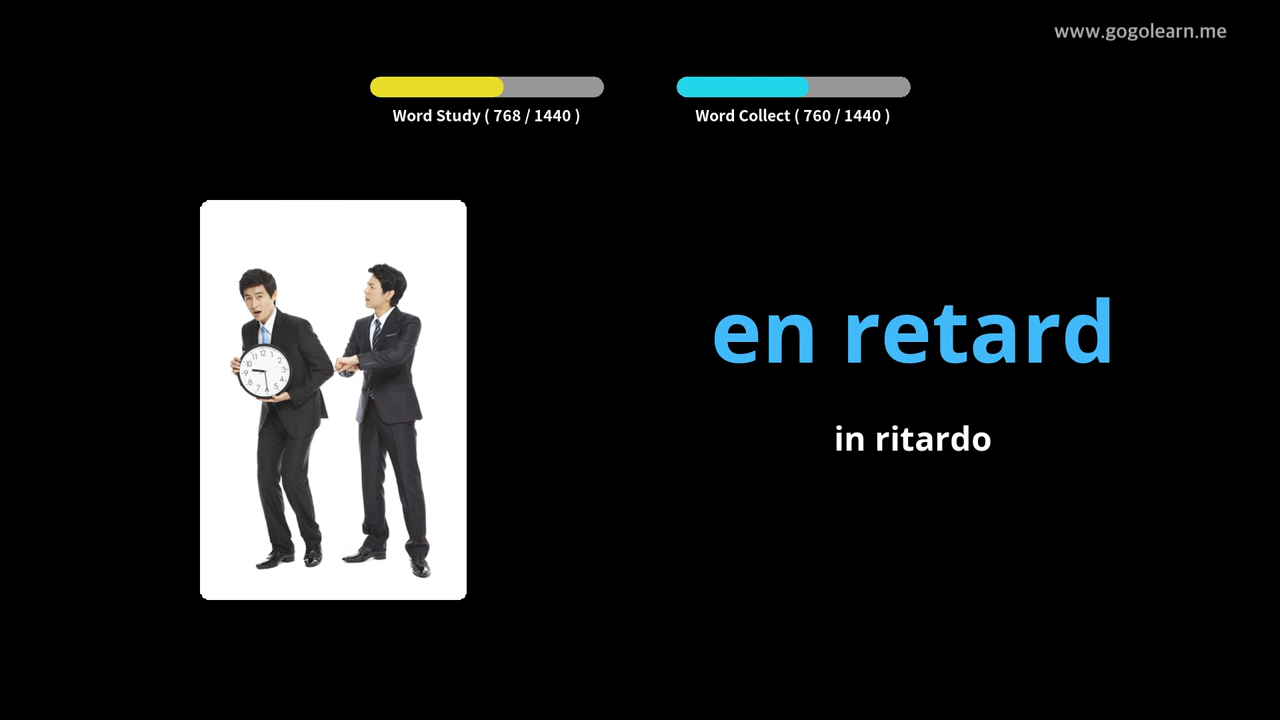 www.gogolearn.me
Word Study ( 768 / 1440 )
Word Collect ( 760 / 1440 )
en retard
in ritardo